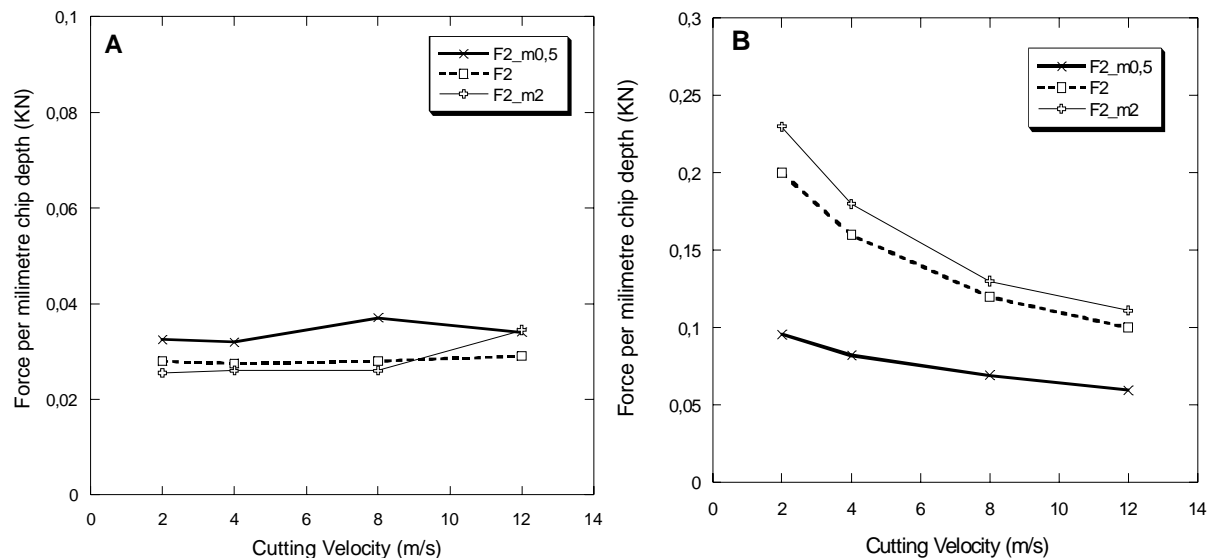 A
F2_m0,5
F2
F2_m2
0,1
0,08
0,06
0,04
0,02
0
Force per milimetre chip depth (KN)
0 2 4 6 8 10 12 14
Cutting Velocity (m/s)
B
F2_m0,5
F2
F2_m2
0,3
0,25
0,2
0,15
0,1
0,05
0
Force per milimetre chip depth (KN)
0 2 4 6 8 10 12 14
Cutting Velocity (m/s)